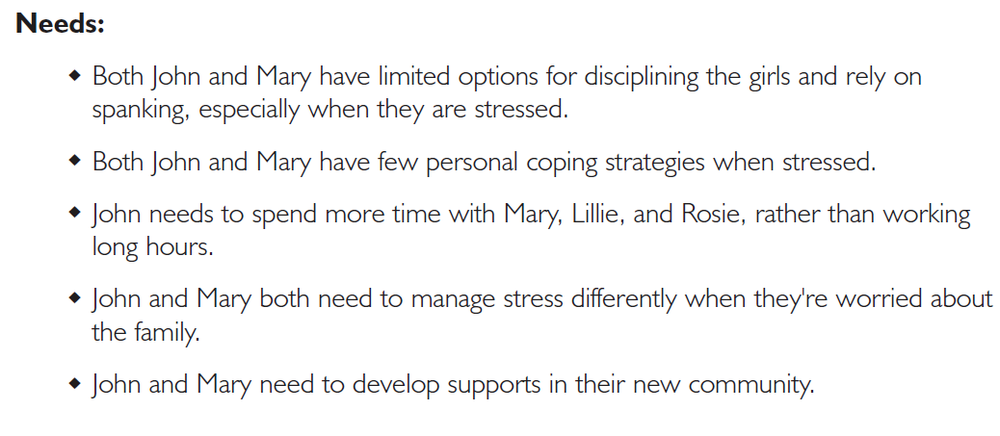 Needs:
◆ Both John and Mary have limited options for disciplining the girls and rely on
spanking, especially when they are stressed.
◆ Both John and Mary have few personal coping strategies when stressed.
◆ John needs to spend more time with Mary, Lillie, and Rosie, rather than working
long hours.
◆ John and Mary both need to manage stress differently when they're worried about
the family.
◆ John and Mary need to develop supports in their new community.